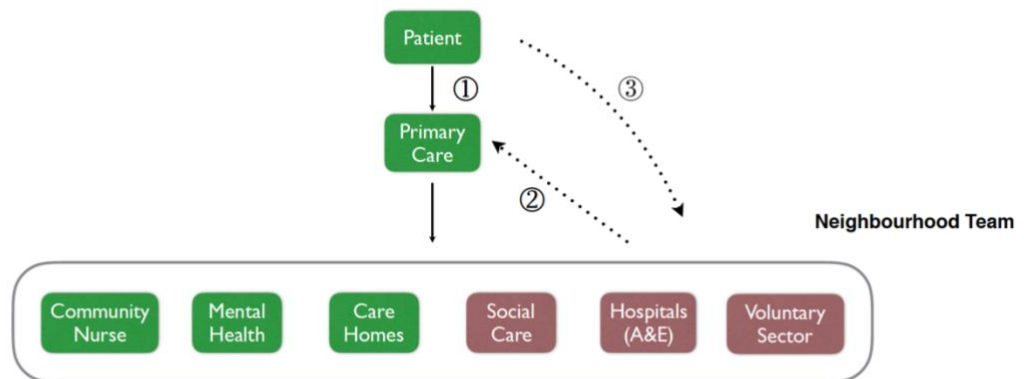 Patient
①
③
Primary
Care
②
Neighbourhood Team
Community
Nurse
Mental
Health
Care
Homes
Social
Care
Hospitals
(A&E)
Voluntary
Sector